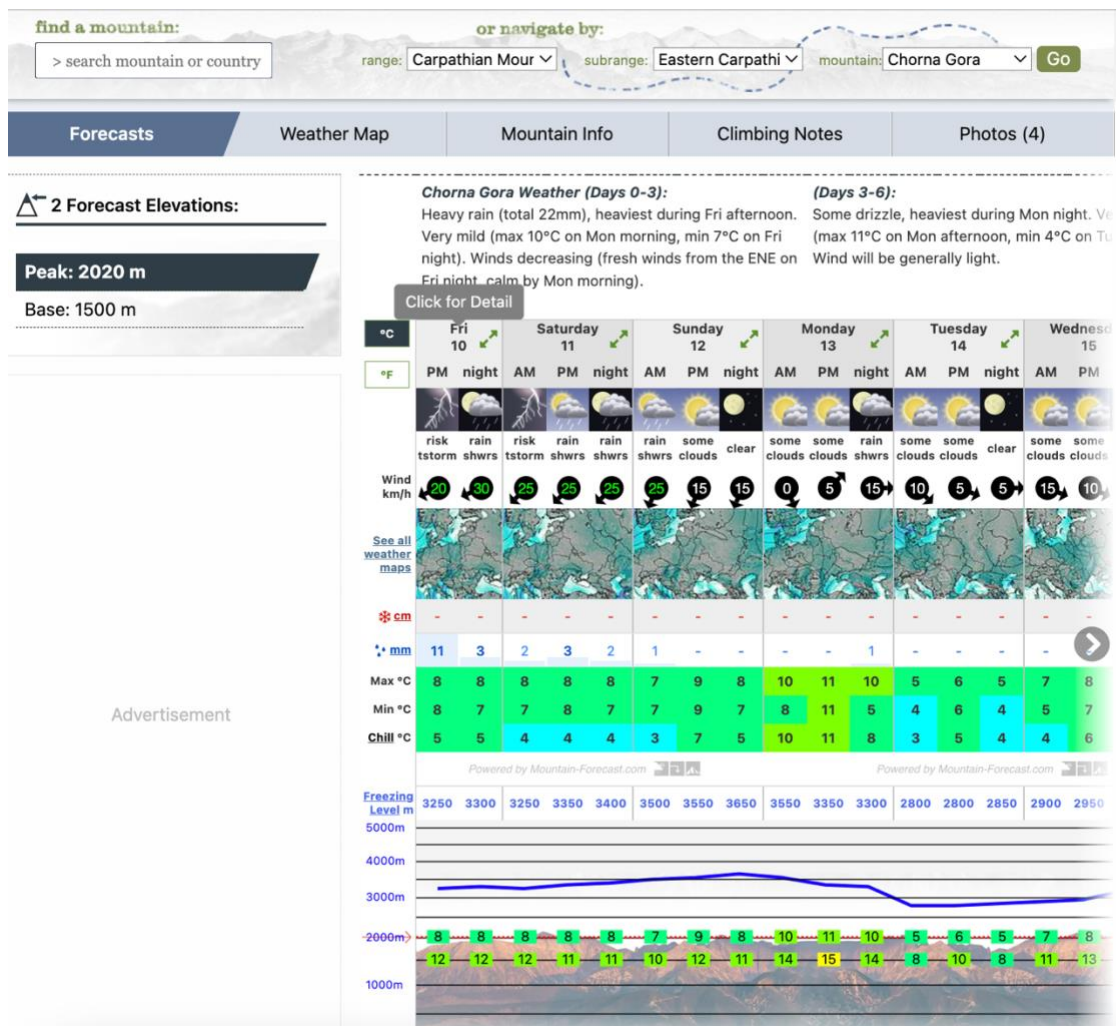 find a mountain:
or navigate by:
> search mountain or country
range: Carpathian Mour
subrange: Eastern Carpathi
mountain: Chorna Gora
Go
Forecasts
Weather Map
Mountain Info
Climbing Notes
Photos (4)
2 Forecast Elevations:
Peak: 2020 m
Base: 1500 m
Advertisement
Chorna Gora Weather (Days 0-3):
Heavy rain (total 22mm), heaviest during Fri afternoon.
Very mild (max 10°C on Mon morning, min 7°C on Fri
night). Winds decreasing (fresh winds from the ENE on
Fri night, calm by Mon morning).
(Days 3-6):
Some drizzle, heaviest during Mon night.
(max 11°C on Mon afternoon, min 4°C on
Wind will be generally light.
Click for Detail
°C
°F
Fri Saturday Sunday Monday Tuesday Wednesd
10 11 12 13 14 15
PM night AM PM night AM PM night AM PM night AM PM night AM PM
risk rain risk rain rain rain some clear some some rain some some clear some some
tstorm shwrs tstorm shwrs shwrs shwrs clouds clouds clouds shwrs clouds clouds clouds clouds
Wind
km/h
20 30 25 25 25 25 15 15 0 5 15 10 5 5 15 10
See all
weather
maps
cm - - - - - - - - - - - - - - - -
mm 11 3 2 3 2 1 - - - - 1 - - - -
Max °C 8 8 8 8 8 7 9 8 10 11 10 5 6 5 7 8
Min °C 8 7 7 8 7 7 9 7 8 11 5 4 6 4 5 7
Chill °C 5 5 4 4 4 3 7 5 10 11 8 3 5 4 4 6
Powered by Mountain-Forecast.com
Powered by Mountain-Forecast.com
Freezing
Level m
3250 3300 3250 3350 3400 3500 3550 3650 3550 3350 3300 2800 2800 2850 2900 2950
5000m
4000m
3000m
2000m 8 8 8 8 8 7 9 8 10 11 10 5 6 5 7 8
12 12 12 11 11 10 12 11 14 15 14 8 10 8 11 13
1000m